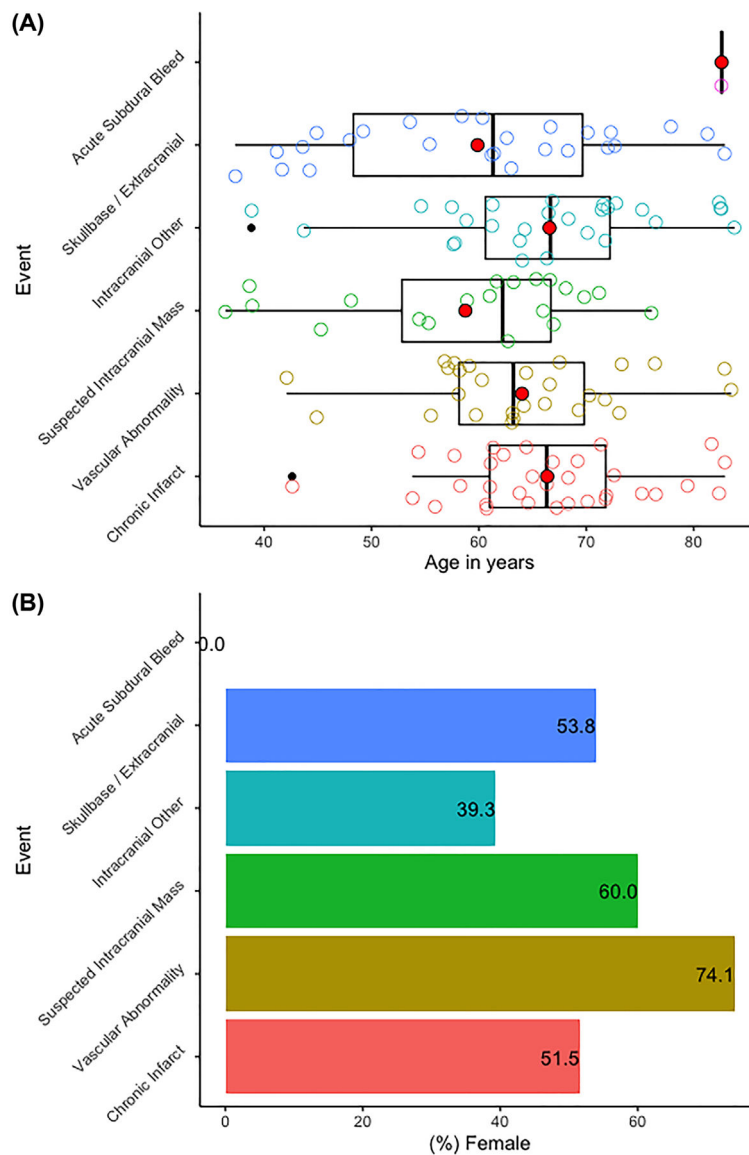 (A)
Event
Acute Subdural Bleed
Skullbase / Extracranial
Intracranial Other
Suspected Intracranial Mass
Vascular Abnormality
Chronic Infarct
40 50 60 70 80
Age in years
(B)
Event
Acute Subdural Bleed
0.0
Skullbase / Extracranial
53.8
Intracranial Other
39.3
Suspected Intracranial Mass
60.0
Vascular Abnormality
74.1
Chronic Infarct
51.5
0 20 40 60
(%) Female